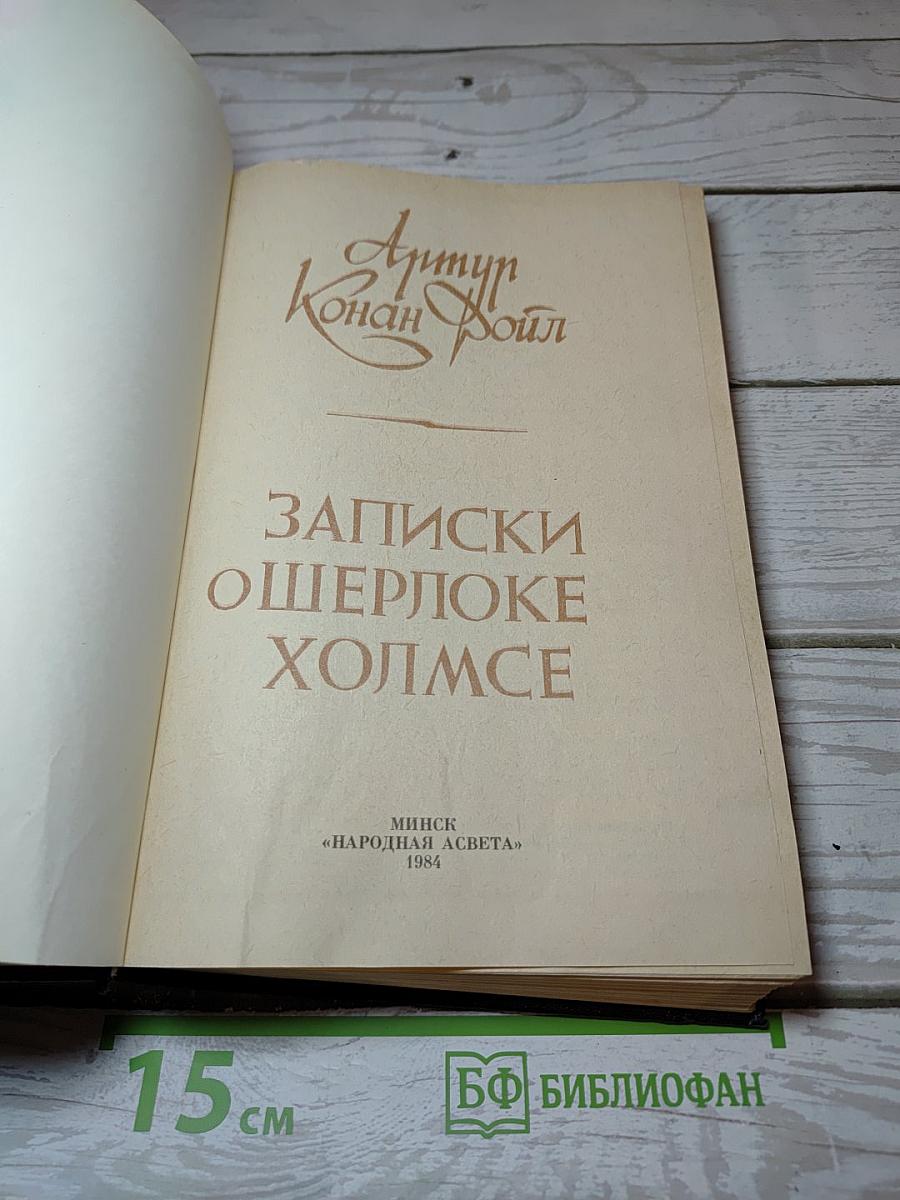 Артур
Конан Дойл
ЗАПИСКИ
О ШЕРЛОКЕ
ХОЛМСЕ
МИНСК
«НАРОДНАЯ АСВЕТА»
1984
15 см
БФ БИБЛИОФАН